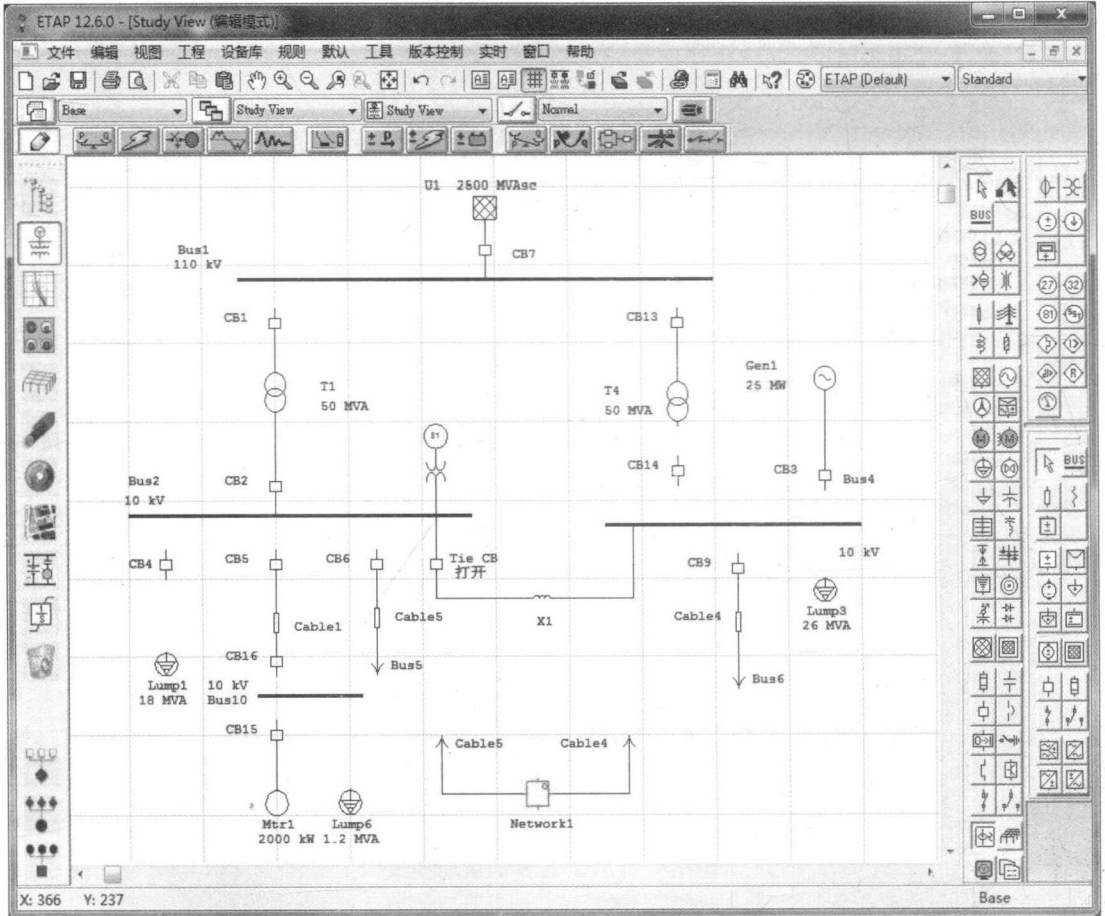 ETAP 12.6.0 - [Study View (编辑模式)]
文件 编辑 视图 工程 设备库 规则 默认 工具 版本控制 实时 窗口 帮助
ETAP (Default) Standard
Base Study View Study View Normal
U1 2500 MVAsc
CB7
Bus1
110 kV
CB1
CB13
T1
50 MVA
T4
50 MVA
Gen1
25 MW
CB2
CB14
CB3
Bus4
Bus2
10 kV
CB4
CB5
CB6
Tie CB
打开
CB9
10 kV
Cable1
Cable5
X1
Cable4
Lump3
26 MVA
CB16
Bus5
Bus6
Lump1
18 MVA
10 kV
Bus10
CB15
Cable5
Cable4
Mtr1
2000 kW
Lump6
1.2 MVA
Network1
BUS
27
32
81
R
BUS
X: 366 Y: 237
Base